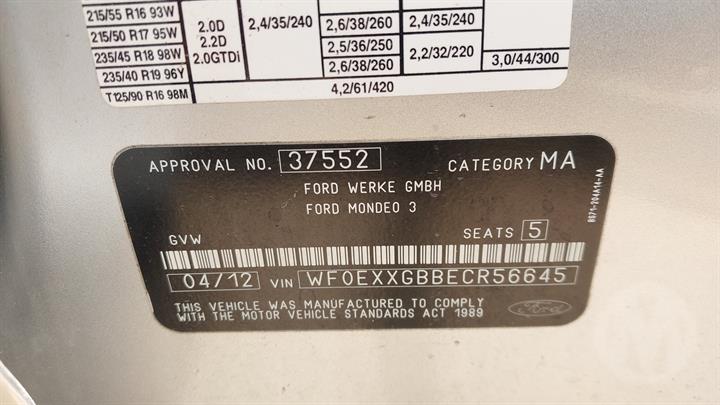 215/55 R16 93W
215/50 R17 95W
235/45 R18 98W
235/40 R19 96Y
T125/90 R16 98M
2.0D
2.2D
2.0GTDi
2,4/35/240
2,6/38/260 2,4/35/240
2,5/36/250
2,6/38/260
2,2/32/220
3,0/44/300
4,2/61/420
APPROVAL NO. 37552 CATEGORY MA
FORD WERKE GMBH
FORD MONDEO 3
GVW SEATS 5
04/12 VIN WF0EXXGBBECR56645
THIS VEHICLE WAS MANUFACTURED TO COMPLY
WITH THE MOTOR VEHICLE STANDARDS ACT 1989
Ford
M